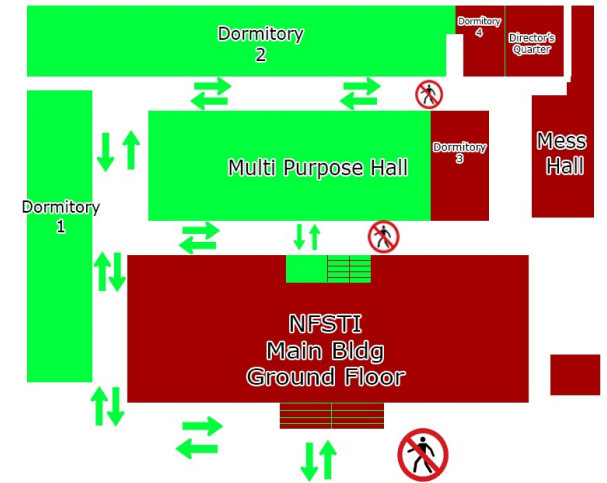 Dormitory
2
Dormitory
4
Director's
Quarter
Multi Purpose Hall
Dormitory
3
Mess
Hall
Dormitory
1
NFSTI
Main Bldg
Ground Floor